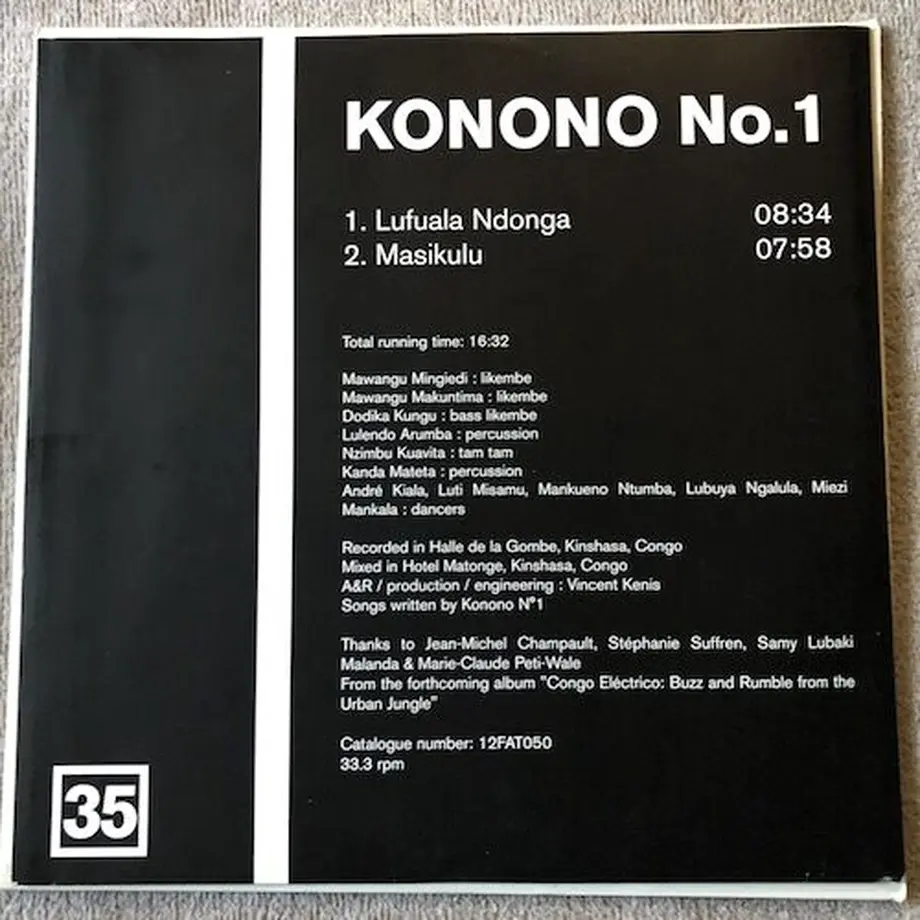 KONONO No.1
1. Lufuala Ndonga 08:34
2. Masikulu 07:58
Total running time: 16:32
Mawangu Mingiedi : likembe
Mawangu Makuntima : likembe
Dodika Kungu : bass likembe
Lulendo Arumba : percussion
Nzimbu Kuavita : tam tam
Kanda Mateta : percussion
André Kiala, Luti Misamu, Mankueno Ntumba, Lubuya Ngalula, Miezi
Mankala : dancers
Recorded in Halle de la Gombe, Kinshasa, Congo
Mixed in Hotel Matonge, Kinshasa, Congo
A&R / production / engineering : Vincent Kenis
Songs written by Konono N°1
Thanks to Jean-Michel Champault, Stéphanie Suffren, Samy Lubaki
Malanda & Marie-Claude Peti-Wale
From the forthcoming album "Congo Eléctrico: Buzz and Rumble from the
Urban Jungle"
Catalogue number: 12FAT050
33.3 rpm
35